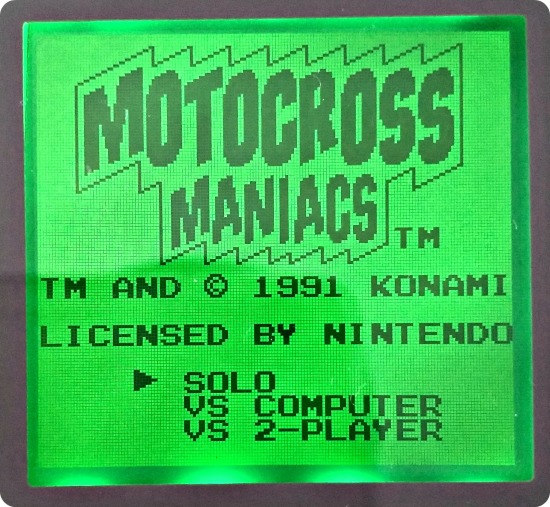 MOTOCROSS
MANIACS TM
TM AND © 1991 KONAMI
LICENSED BY NINTENDO
SOLO
VS COMPUTER
VS 2-PLAYER